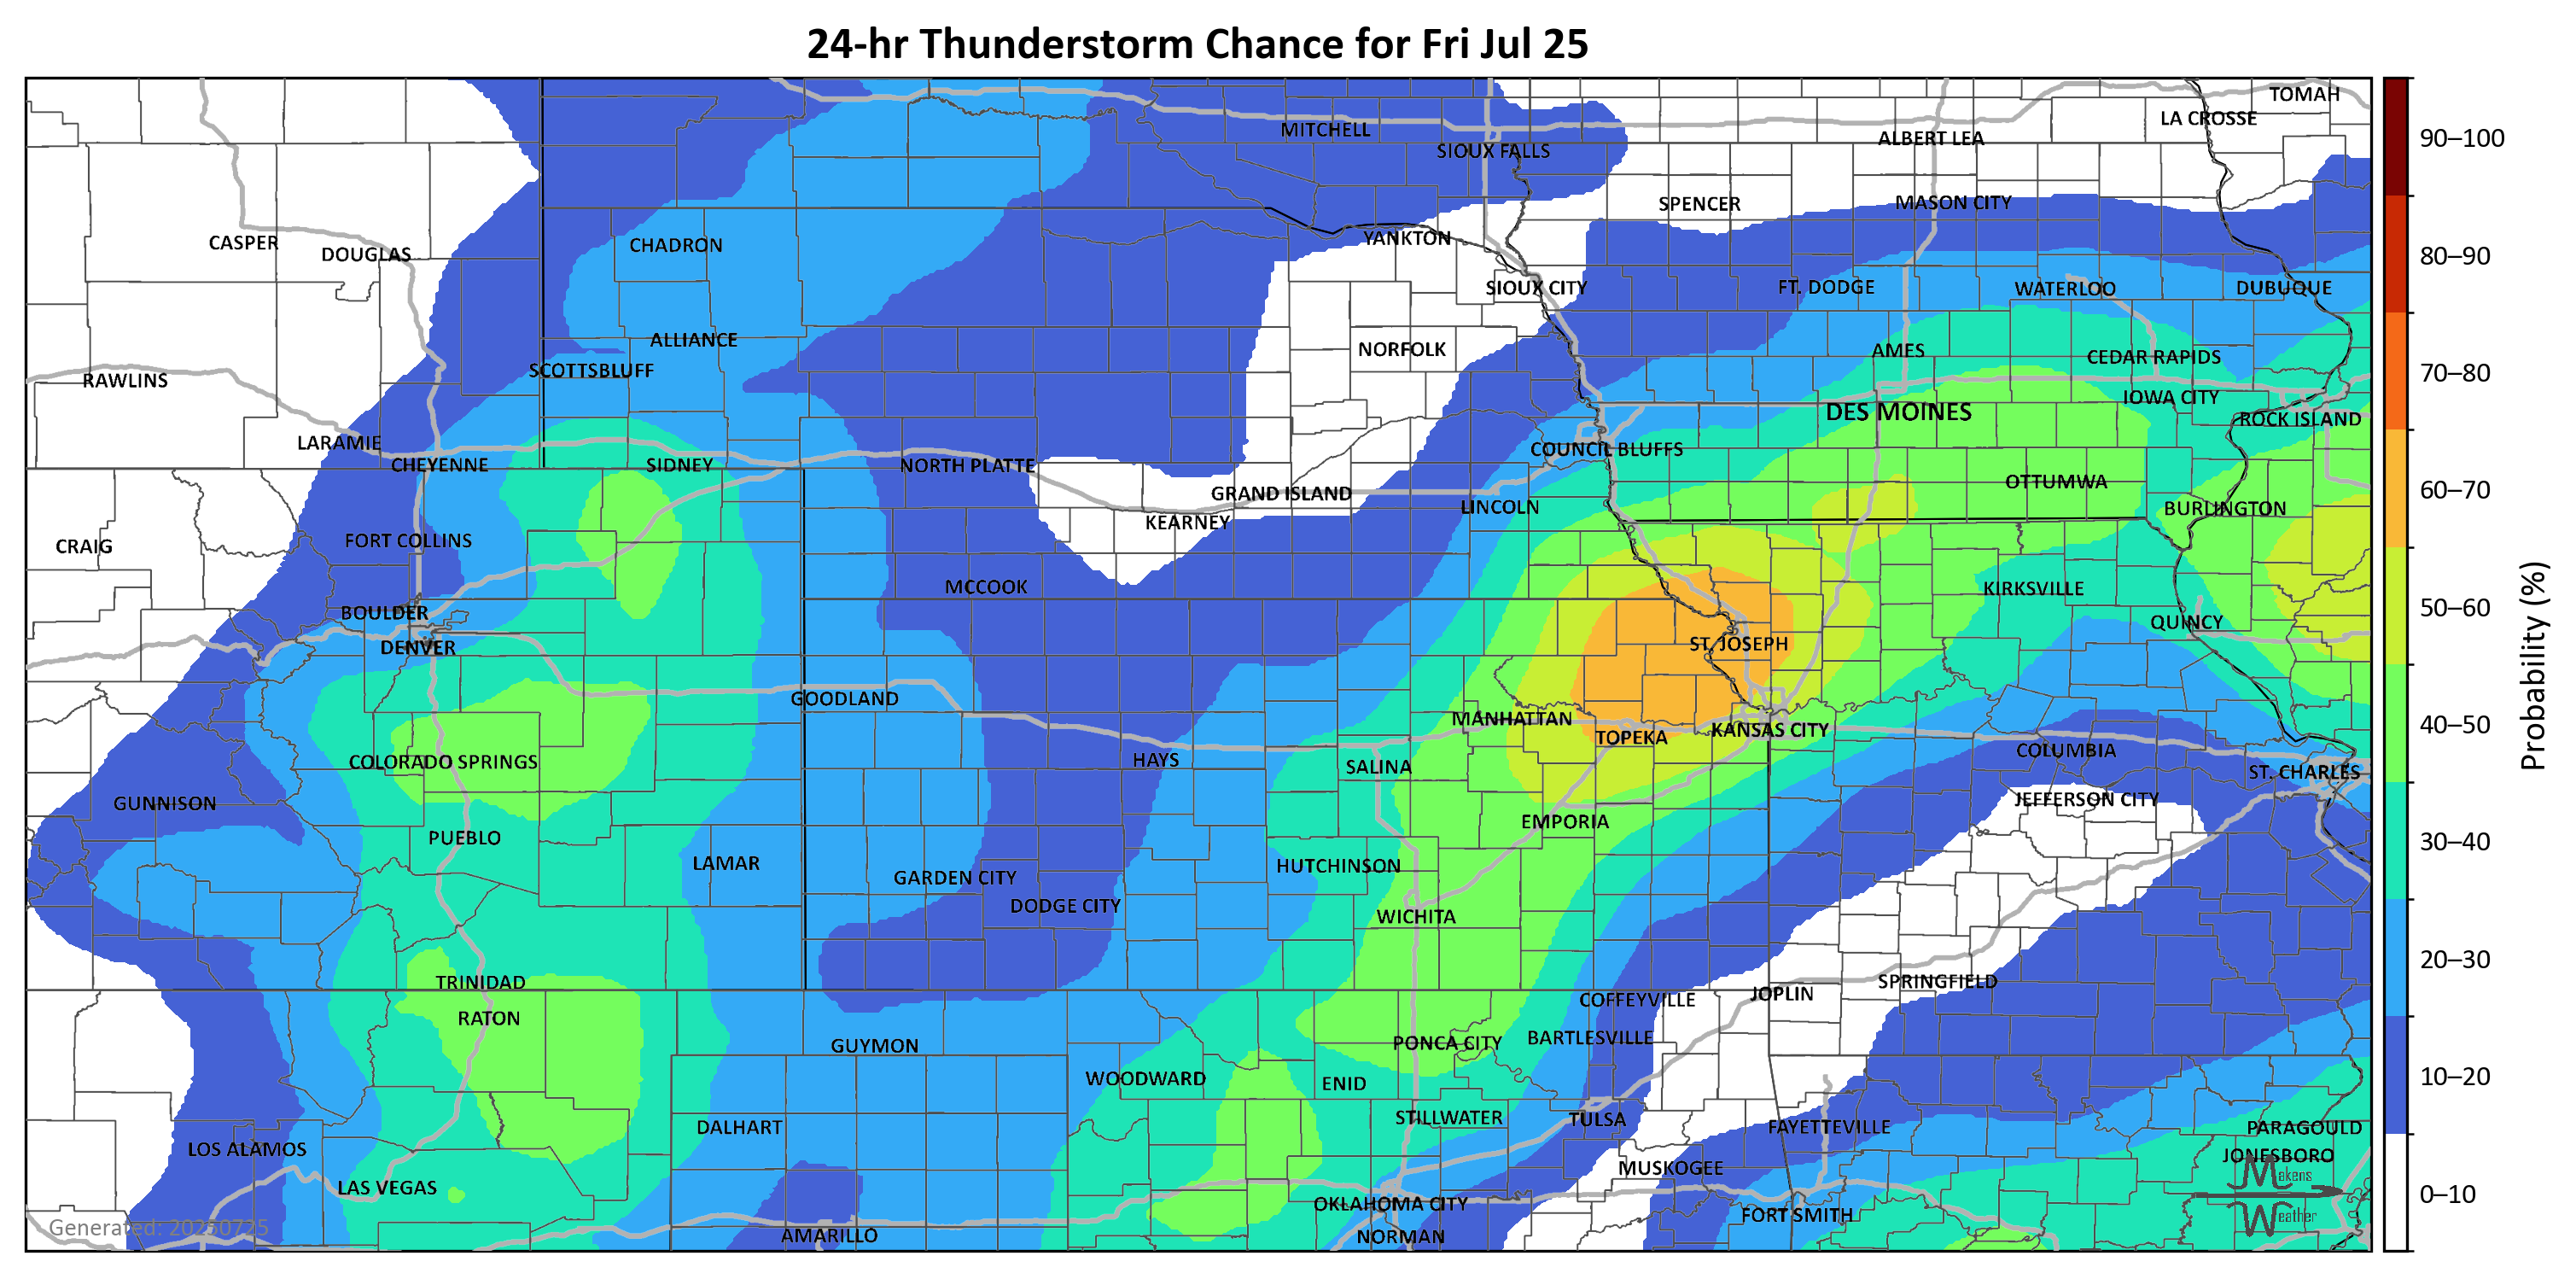 24-hr Thunderstorm Chance for Fri Jul 25
TOMAH
LA CROSSE
MITCHELL
ALBERT LEA
SIOUX FALLS
SPENCER
MASON CITY
CASPER
DOUGLAS
CHADRON
YANKTON
SIOUX CITY
FT. DODGE
WATERLOO
DUBUQUE
ALLIANCE
NORFOLK
AMES
CEDAR RAPIDS
RAWLINS
SCOTTSBLUFF
IOWA CITY
DES MOINES
ROCK ISLAND
LARAMIE
CHEYENNE
SIDNEY
NORTH PLATTE
COUNCIL BLUFFS
GRAND ISLAND
LINCOLN
OTTUMWA
BURLINGTON
KEARNEY
CRAIG
FORT COLLINS
MCCOOK
KIRKSVILLE
BOULDER
QUINCY
DENVER
ST. JOSEPH
GOODLAND
MANHATTAN
TOPEKA
KANSAS CITY
COLORADO SPRINGS
HAYS
SALINA
COLUMBIA
ST. CHARLES
GUNNISON
JEFFERSON CITY
PUEBLO
EMPORIA
LAMAR
GARDEN CITY
HUTCHINSON
DODGE CITY
WICHITA
TRINIDAD
SPRINGFIELD
RATON
COFFEYVILLE
JOPLIN
GUYMON
PONCA CITY
BARTLESVILLE
WOODWARD
ENID
DALHART
STILLWATER
TULSA
FAYETTEVILLE
PARAGOULD
LOS ALAMOS
JONESBORO
LAS VEGAS
MUSKOGEE
OKLAHOMA CITY
FORT SMITH
AMARILLO
NORMAN
Generated: 20250725
Makens
Weather
90–100
80–90
70–80
60–70
50–60
40–50
30–40
20–30
10–20
0–10
Probability (%)